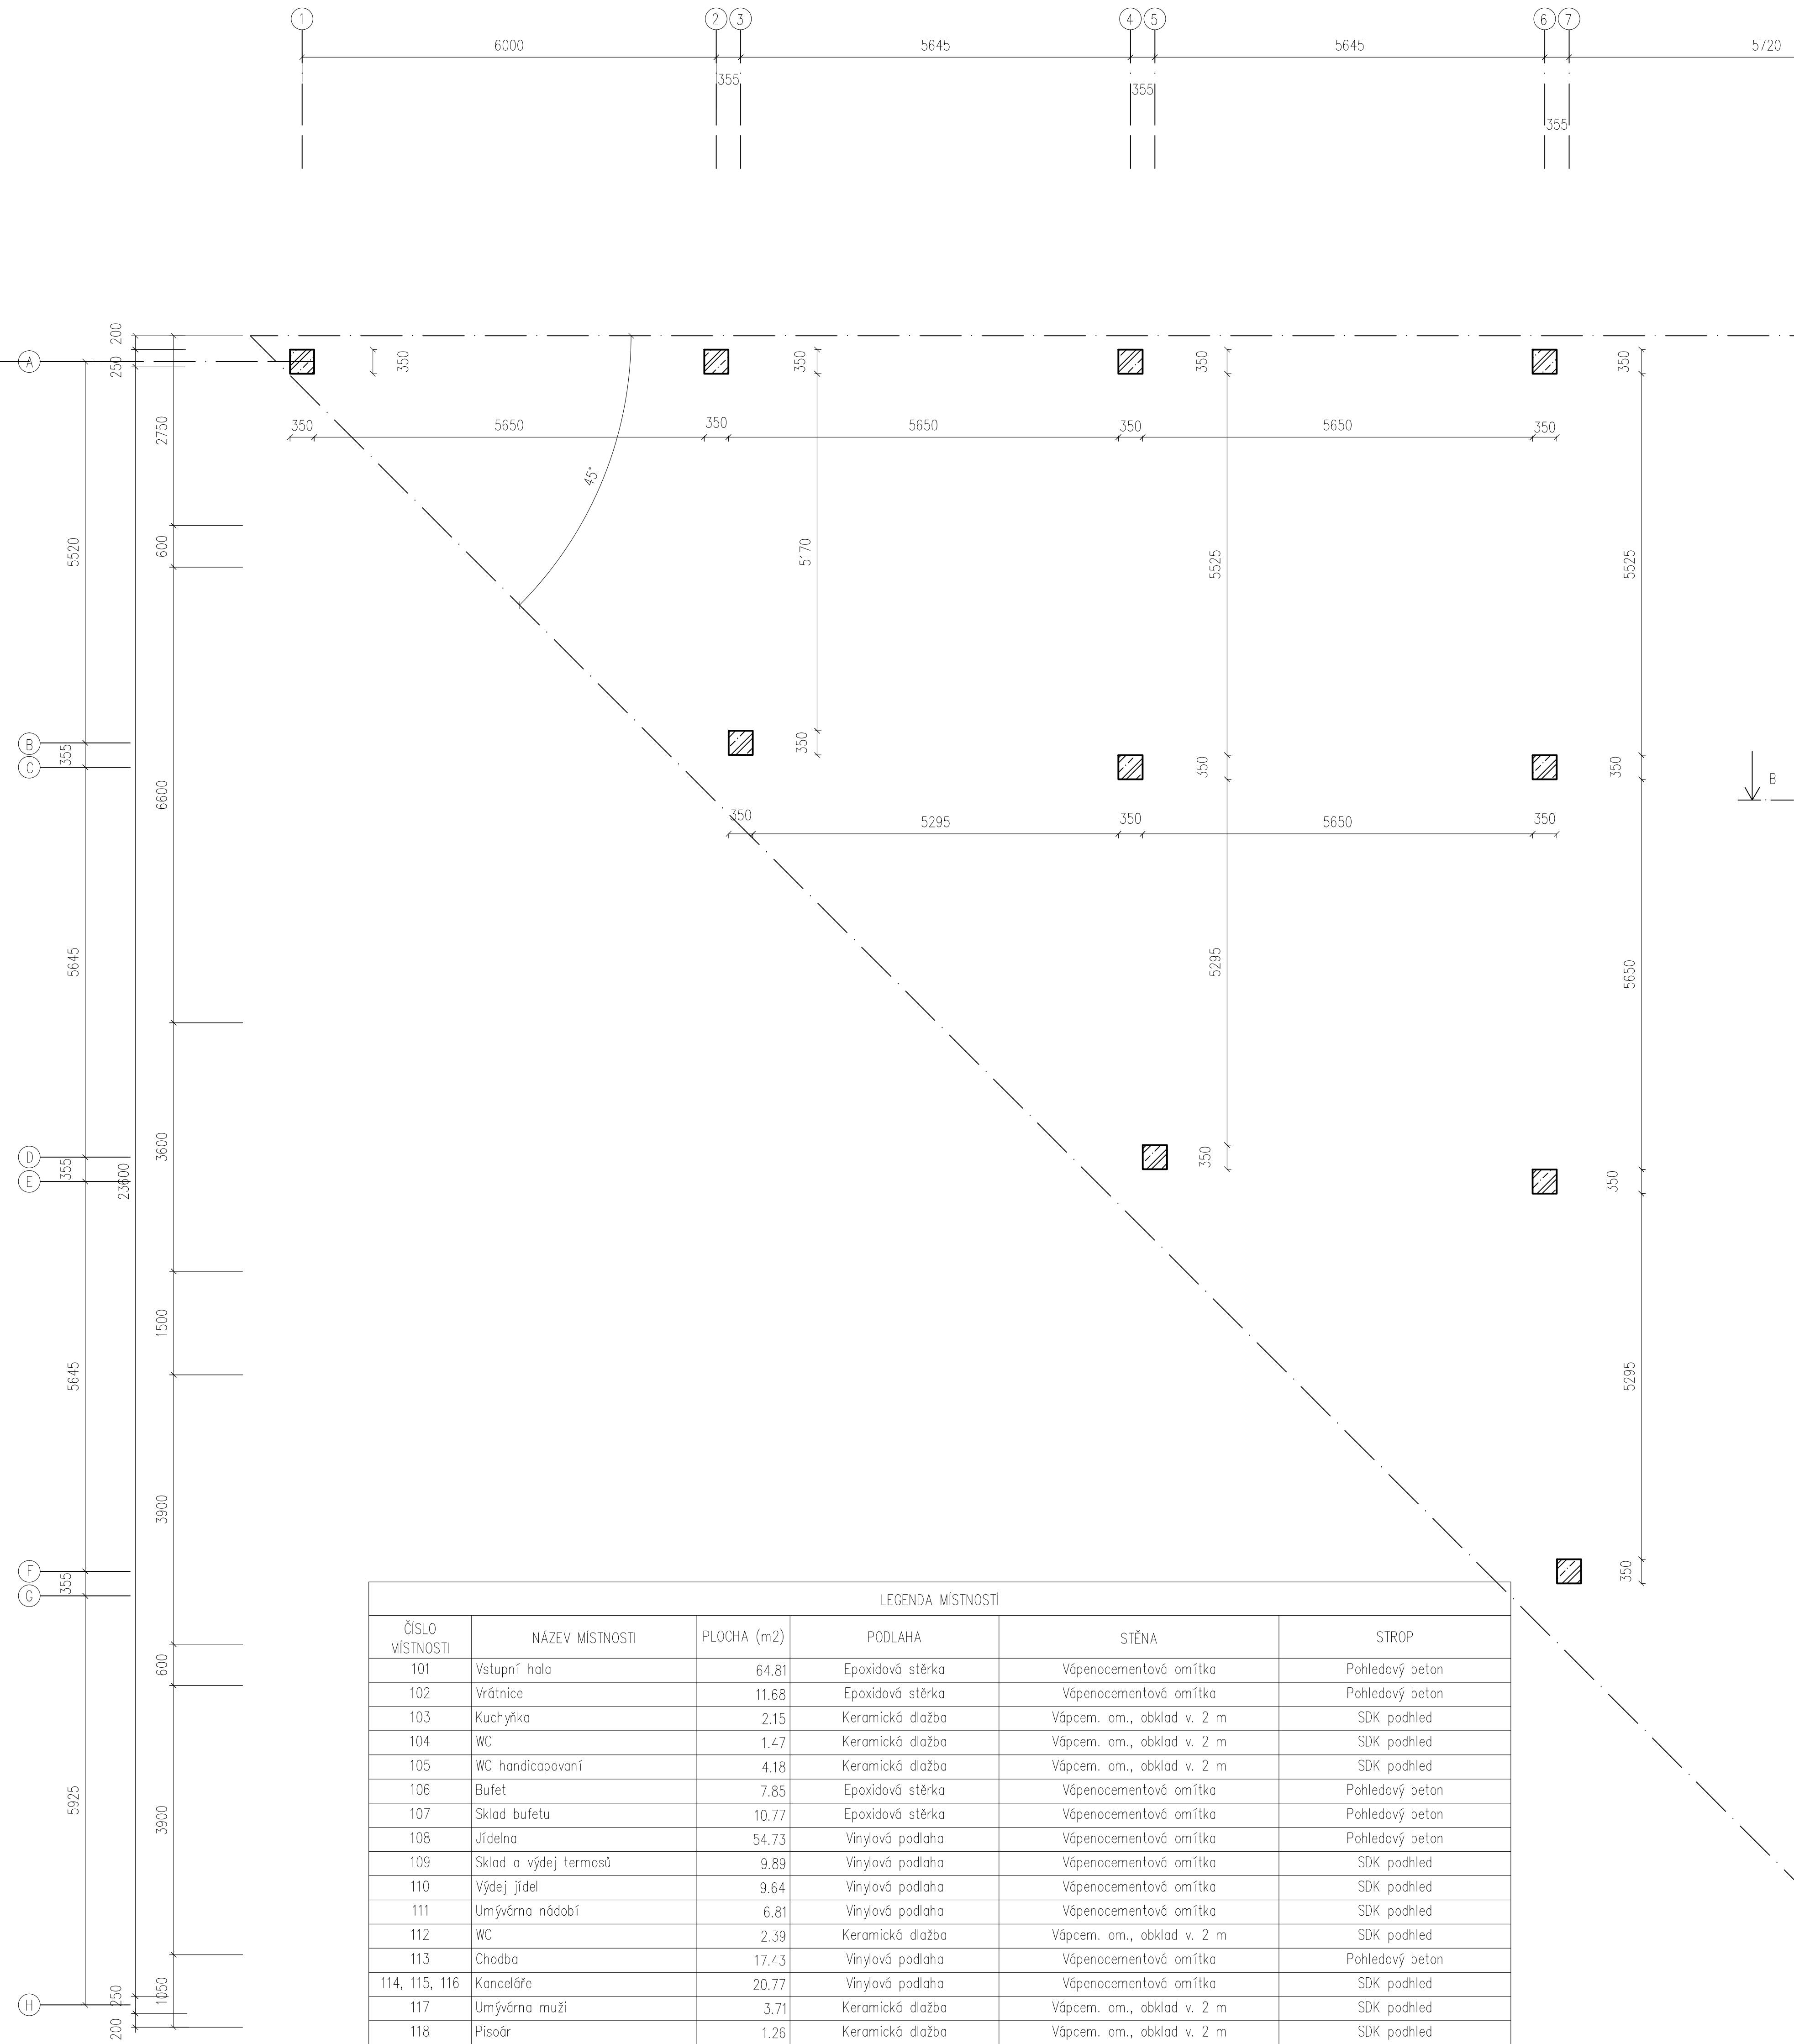 1 2 3 4 5 6 7
6000 5645 5645 5720
355
355
355
A
200
250
350 350 350 350
2750
350 5650 350 5650 350 5650 350
45°
600
5520
5170 5525 5525
B
355
C
350 350 350
B
6600
350 5295 350 5650 350
5645
5295 5650
3600
D
355
E
23600
350 350
1500
5645
5295
3900
F
355
G
350
600
3900
5925
1050
250
H
200
LEGENDA MÍSTNOSTÍ
ČÍSLO MÍSTNOSTI NÁZEV MÍSTNOSTI PLOCHA (m2) PODLAHA STĚNA STROP
101 Vstupní hala 64.81 Epoxidová stěrka Vápenocementová omítka Pohledový beton
102 Vrátnice 11.68 Epoxidová stěrka Vápenocementová omítka Pohledový beton
103 Kuchyňka 2.15 Keramická dlažba Vápcem. om., obklad v. 2 m SDK podhled
104 WC 1.47 Keramická dlažba Vápcem. om., obklad v. 2 m SDK podhled
105 WC handicapovaní 4.18 Keramická dlažba Vápcem. om., obklad v. 2 m SDK podhled
106 Bufet 7.85 Epoxidová stěrka Vápenocementová omítka Pohledový beton
107 Sklad bufetu 10.77 Epoxidová stěrka Vápenocementová omítka Pohledový beton
108 Jídelna 54.73 Vinylová podlaha Vápenocementová omítka Pohledový beton
109 Sklad a výdej termosů 9.89 Vinylová podlaha Vápenocementová omítka SDK podhled
110 Výdej jídel 9.64 Vinylová podlaha Vápenocementová omítka SDK podhled
111 Umývárna nádobí 6.81 Vinylová podlaha Vápenocementová omítka SDK podhled
112 WC 2.39 Keramická dlažba Vápcem. om., obklad v. 2 m SDK podhled
113 Chodba 17.43 Vinylová podlaha Vápenocementová omítka Pohledový beton
114, 115, 116 Kanceláře 20.77 Vinylová podlaha Vápenocementová omítka SDK podhled
117 Umývárna muži 3.71 Keramická dlažba Vápcem. om., obklad v. 2 m SDK podhled
118 Pisoár 1.26 Keramická dlažba Vápcem. om., obklad v. 2 m SDK podhled